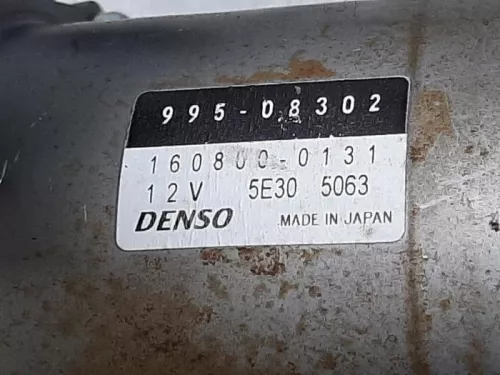 995-08302
160800-0131
12V 5E30 5063
DENSO MADE IN JAPAN